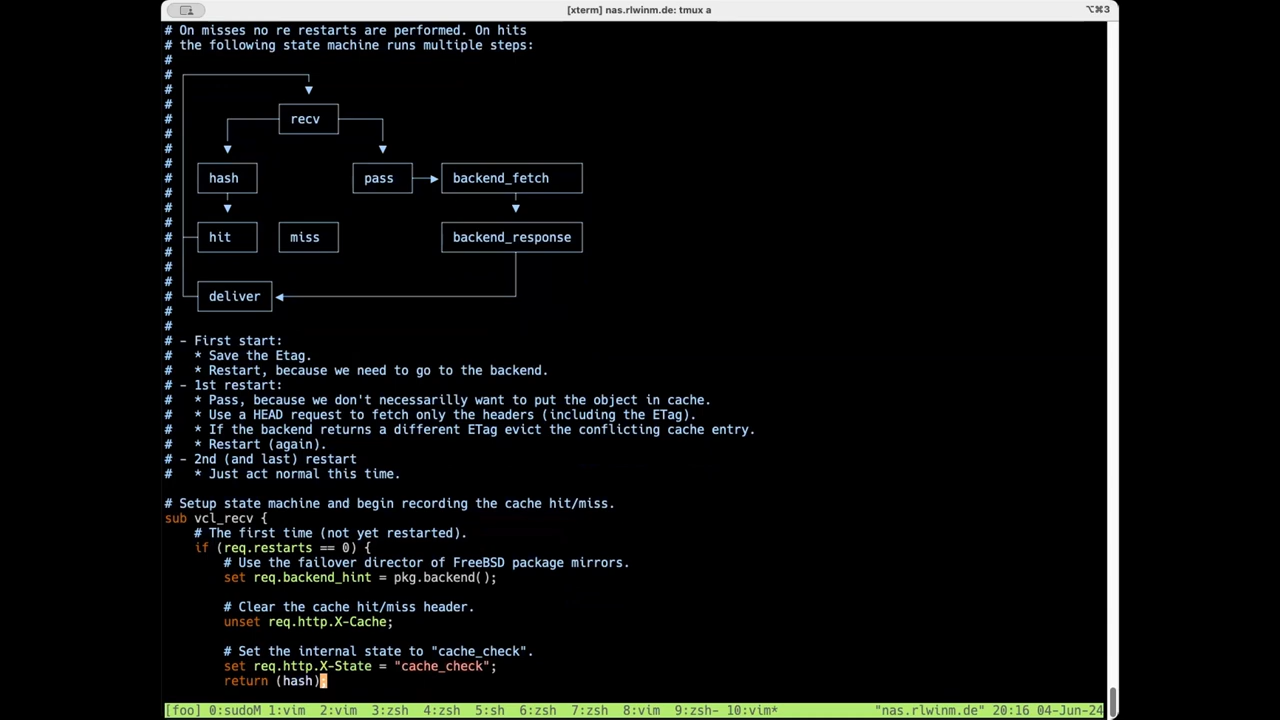 [xterm] nas.rlwinm.de: tmux a
⌥⌘3
# On misses no re restarts are performed. On hits
# the following state machine runs multiple steps:
#
#
#
#
# recv
#
#
#
# hash pass backend_fetch
#
#
#
# hit miss backend_response
#
#
#
# deliver
#
#
# - First start:
#   * Save the Etag.
#   * Restart, because we need to go to the backend.
# - 1st restart:
#   * Pass, because we don't necessarilly want to put the object in cache.
#   * Use a HEAD request to fetch only the headers (including the ETag).
#   * If the backend returns a different ETag evict the conflicting cache entry.
#   * Restart (again).
# - 2nd (and last) restart
#   * Just act normal this time.
# Setup state machine and begin recording the cache hit/miss.
sub vcl_recv {
    # The first time (not yet restarted).
    if (req.restarts == 0) {
        # Use the failover director of FreeBSD package mirrors.
        set req.backend_hint = pkg.backend();
        # Clear the cache hit/miss header.
        unset req.http.X-Cache;
        # Set the internal state to "cache_check".
        set req.http.X-State = "cache_check";
        return (hash);
[foo] 0:sudoM 1:vim  2:vim  3:zsh  4:zsh  5:sh  6:zsh  7:zsh  8:vim  9:zsh- 10:vim* "nas.rlwinm.de" 20:16 04-Jun-24